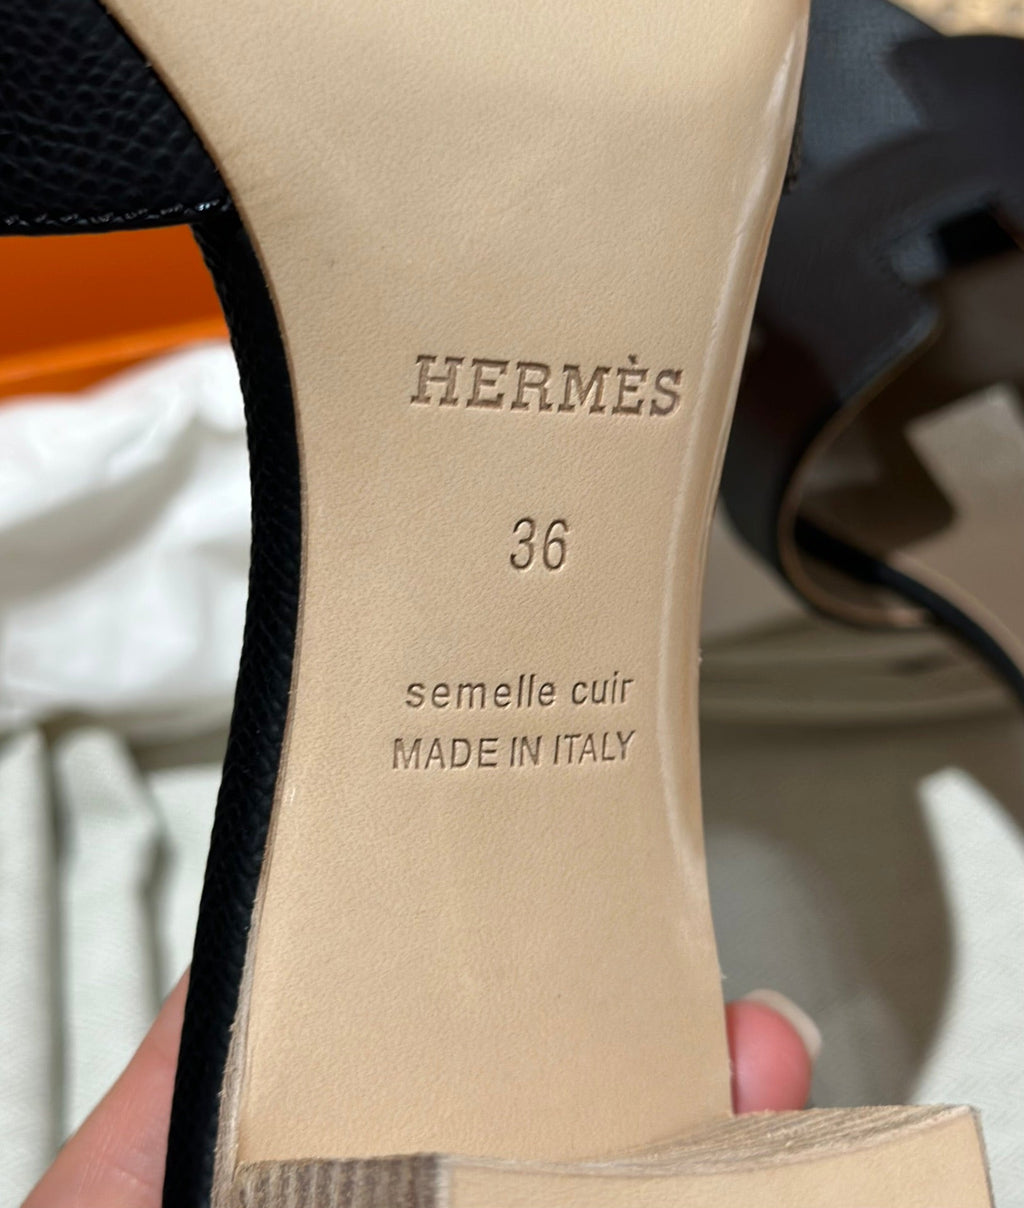 HERMÈS
36
semelle cuir
MADE IN ITALY